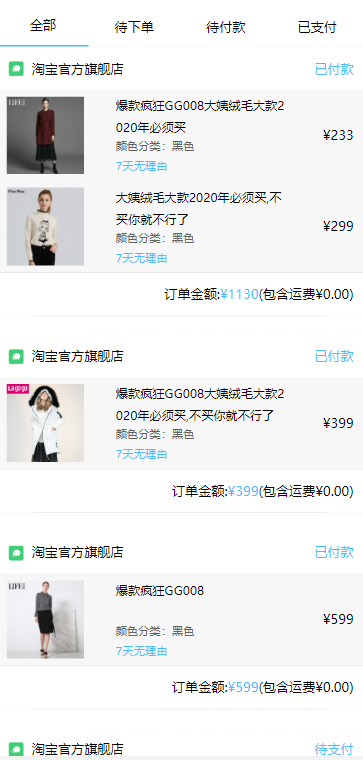 全部 待下单 待付款 已支付
淘宝官方旗舰店 已付款
LIFEi
爆款疯狂GG008大姨绒毛大款2
020年必须买
¥233
颜色分类：黑色
7天无理由
大姨绒毛大款2020年必须买,不
买你就不行了
¥299
颜色分类：黑色
7天无理由
订单金额:¥1130(包含运费¥0.00)
淘宝官方旗舰店 已付款
Lagogo
爆款疯狂GG008大姨绒毛大款2
020年必须买,不买你就不行了
¥399
颜色分类：黑色
7天无理由
订单金额:¥399(包含运费¥0.00)
淘宝官方旗舰店 已付款
LIFEi
爆款疯狂GG008
¥599
颜色分类：黑色
7天无理由
订单金额:¥599(包含运费¥0.00)
淘宝官方旗舰店 待支付